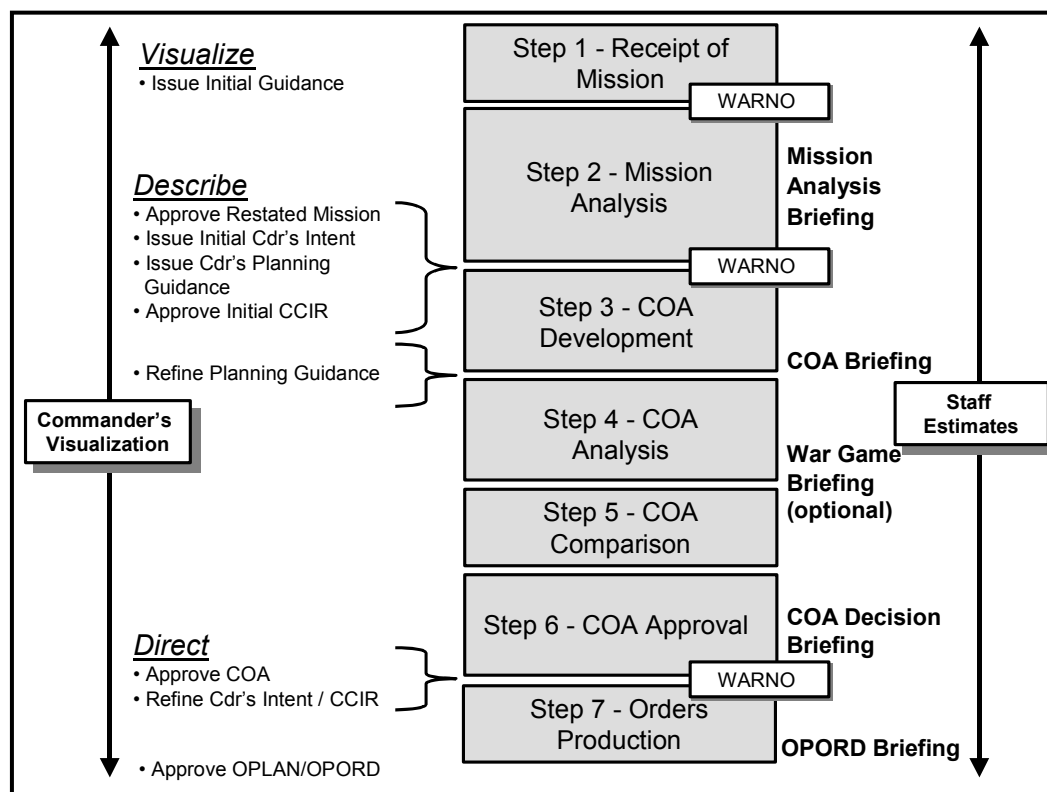 Visualize
• Issue Initial Guidance
Describe
• Approve Restated Mission
• Issue Initial Cdr's Intent
• Issue Cdr's Planning
Guidance
• Approve Initial CCIR
• Refine Planning Guidance
Commander's
Visualization
Direct
• Approve COA
• Refine Cdr's Intent / CCIR
• Approve OPLAN/OPORD
Step 1 - Receipt of
Mission
WARNO
Step 2 - Mission
Analysis
WARNO
Step 3 - COA
Development
Step 4 - COA
Analysis
Step 5 - COA
Comparison
Step 6 - COA Approval
WARNO
Step 7 - Orders
Production
Mission
Analysis
Briefing
COA Briefing
War Game
Briefing
(optional)
COA Decision
Briefing
OPORD Briefing
Staff
Estimates